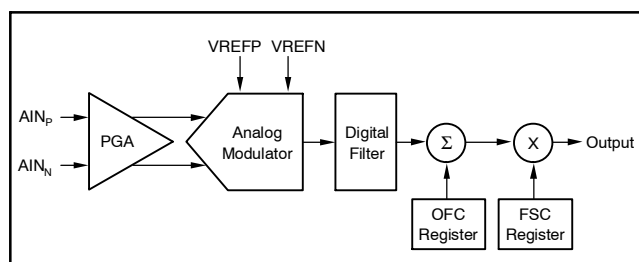 VREFP VREFN
AINP
AINN
PGA
Analog
Modulator
Digital
Filter
Σ
X
Output
OFC
Register
FSC
Register